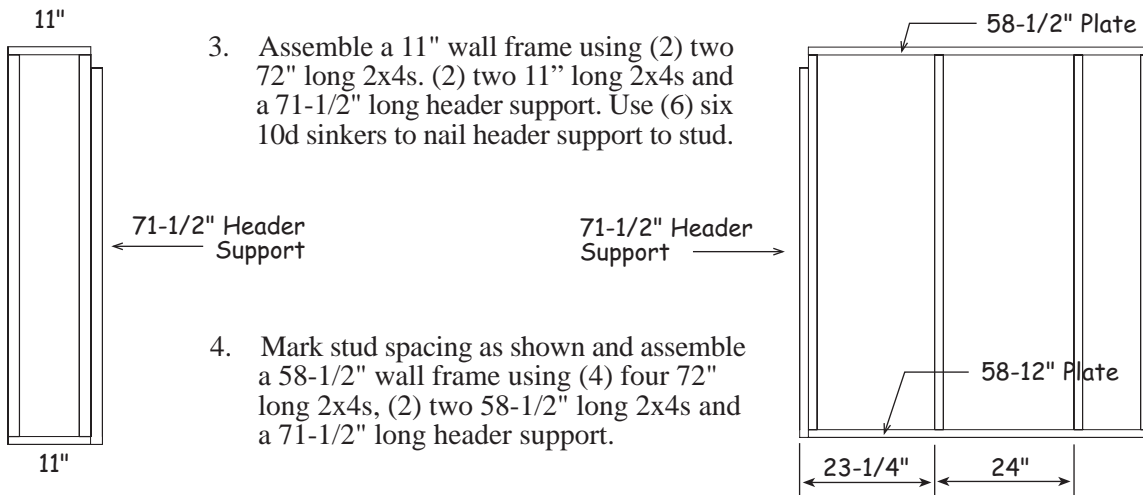 11"
3. Assemble a 11" wall frame using (2) two
72" long 2x4s. (2) two 11” long 2x4s and
a 71-1/2" long header support. Use (6) six
10d sinkers to nail header support to stud.
58-1/2" Plate
71-1/2" Header
Support
71-1/2" Header
Support
4. Mark stud spacing as shown and assemble
a 58-1/2" wall frame using (4) four 72"
long 2x4s, (2) two 58-1/2" long 2x4s and
a 71-1/2" long header support.
58-12" Plate
11"
23-1/4"
24"